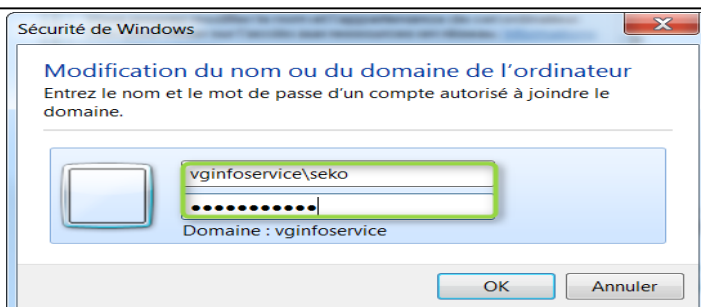 Sécurité de Windows
Modification du nom ou du domaine de l'ordinateur
Entrez le nom et le mot de passe d'un compte autorisé à joindre le
domaine.
vginfoservice\seko
●●●●●●●●●●●
Domaine : vginfoservice
OK
Annuler